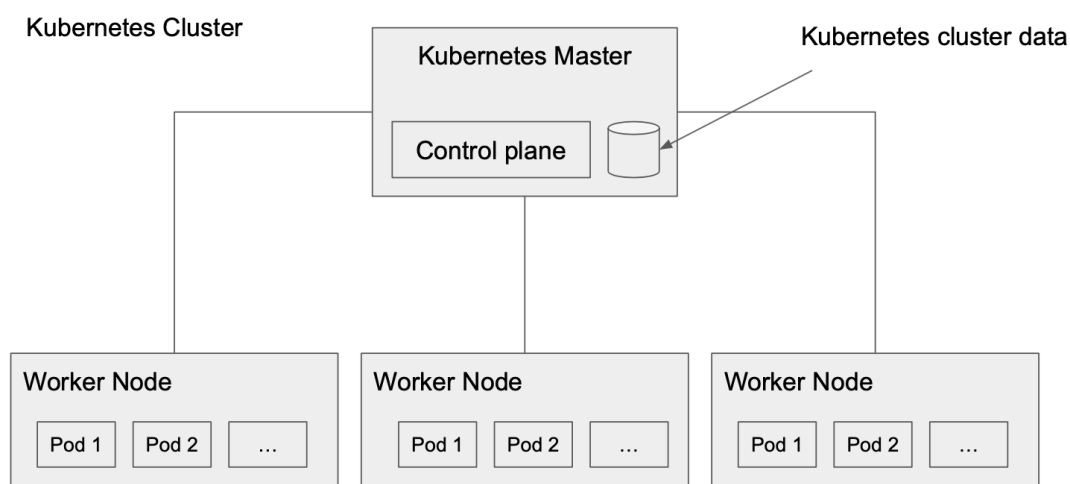 Kubernetes Cluster
Kubernetes Master
Kubernetes cluster data
Control plane
Worker Node
Pod 1
Pod 2
...
Worker Node
Pod 1
Pod 2
...
Worker Node
Pod 1
Pod 2
...